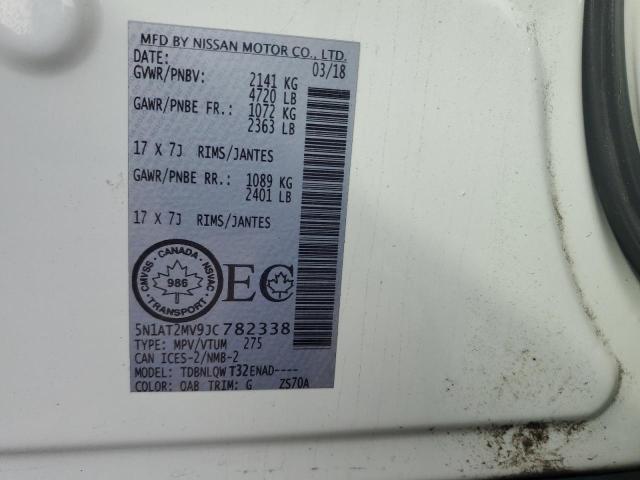 MFD BY NISSAN MOTOR CO., LTD.
DATE: 03/18
GVWR/PNBV: 2141 KG
4720 LB
GAWR/PNBE FR.: 1072 KG
2363 LB
17 X 7J RIMS/JANTES
GAWR/PNBE RR.: 1089 KG
2401 LB
17 X 7J RIMS/JANTES
CMVSS CANADA NSVAC
986
TRANSPORT
EC
5N1AT2MV9JC782338
TYPE: MPV/VTUM 275
CAN ICES-2/NMB-2
MODEL: TDBNLQW T32ENAD----
COLOR: QAB TRIM: G ZS70A